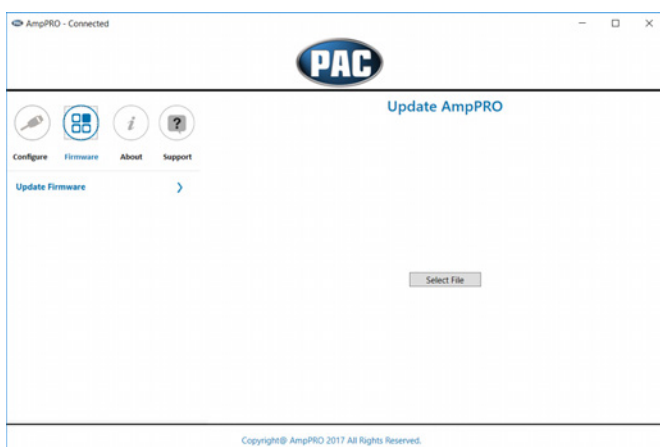 AmpPRO - Connected
PAC
Update AmpPRO
Configure Firmware About Support
Update Firmware
Select File
Copyright@ AmpPRO 2017 All Rights Reserved.